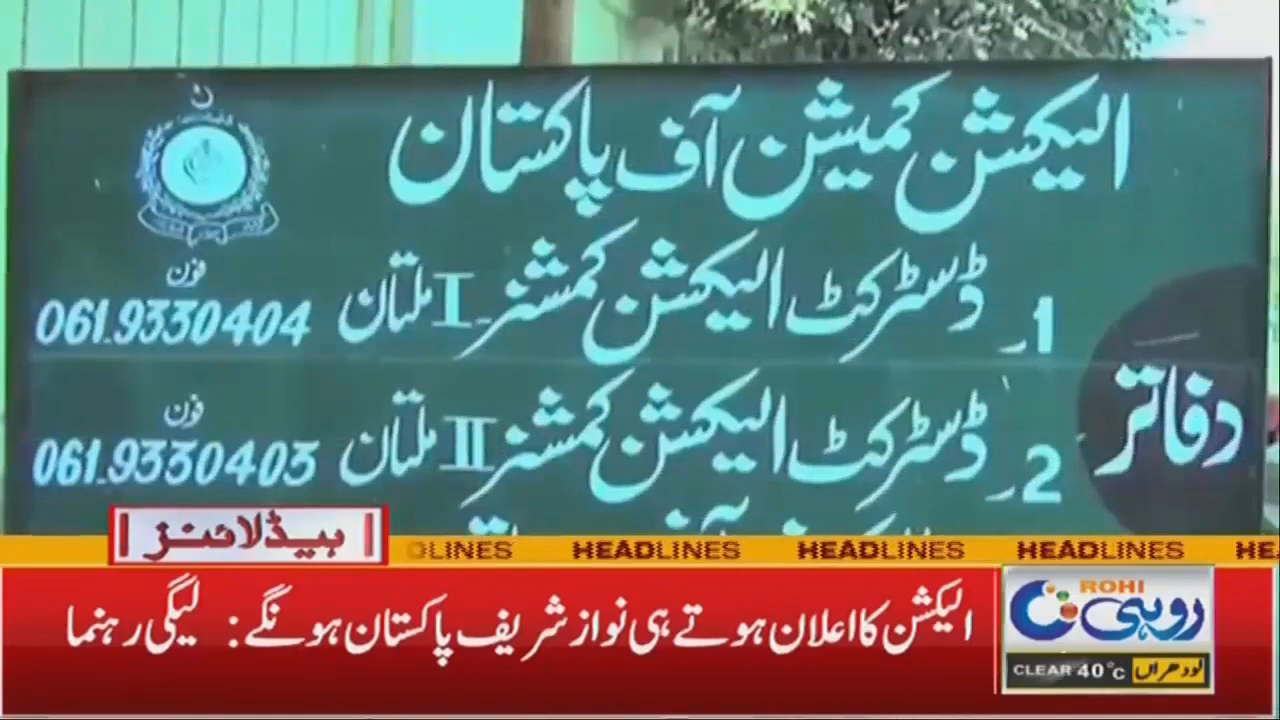 الیکشن کمیشن آف پاکستان
دفاتر
1۔ ڈسٹرکٹ الیکشن کمشنر۔I ملتان
فون
061-9330404
2۔ ڈسٹرکٹ الیکشن کمشنر II ملتان
فون
061-9330403
ہیڈلائنز
LINES HEADLINES HEADLINES HEADLINES HE
الیکشن کا اعلان ہوتے ہی نواز شریف پاکستان ہونگے: لیگی رہنما
ROHI
روہی
CLEAR 40°C لودھراں